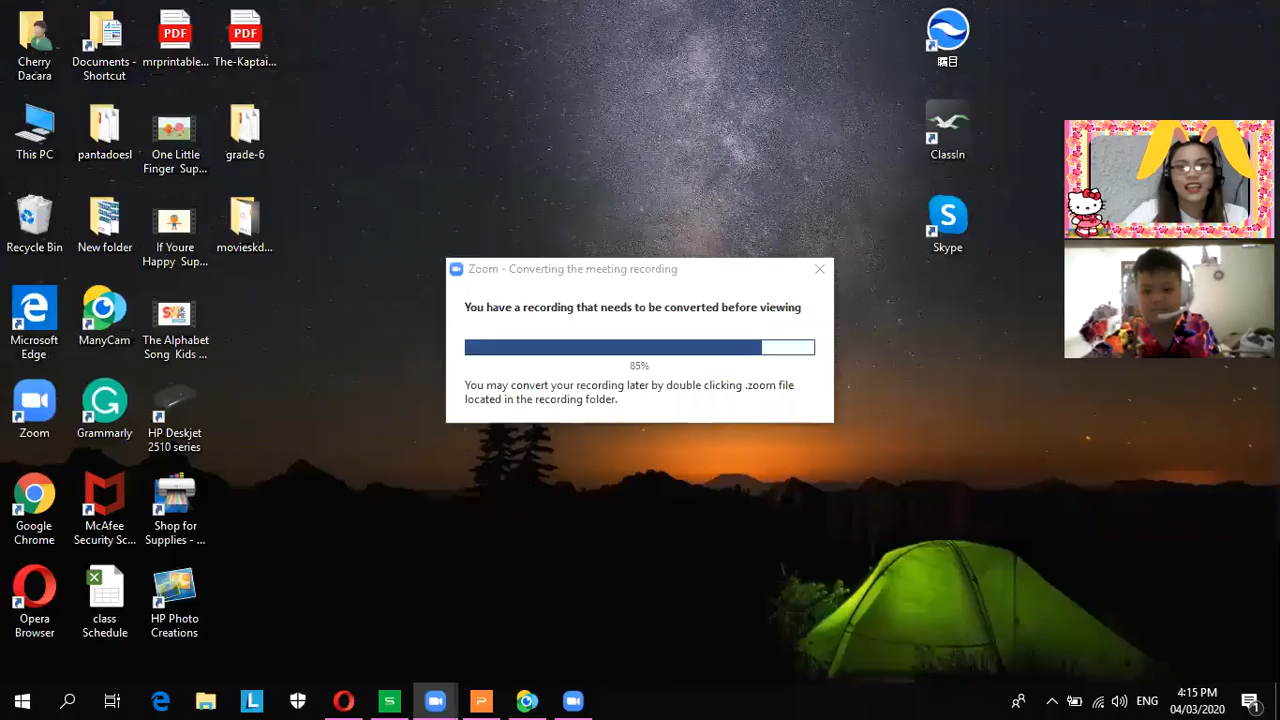 Cherry
Dacara
Documents -
Shortcut
PDF
mrprintable...
PDF
The-Kaptai...
This PC
pantadoesl
One Little
Finger Sup...
grade-6
ClassIn
Recycle Bin
New folder
If Youre
Happy Sup...
movieskd...
Skype
Microsoft
Edge
ManyCam
The Alphabet
Song Kids ...
Zoom
Grammarly
HP Deskjet
2510 series
Google
Chrome
McAfee
Security Sc...
Shop for
Supplies - ...
Opera
Browser
class
Schedule
HP Photo
Creations
Zoom - Converting the meeting recording
You have a recording that needs to be converted before viewing
85%
You may convert your recording later by double clicking .zoom file
located in the recording folder.
ENG
4:15 PM
04/03/2020
1